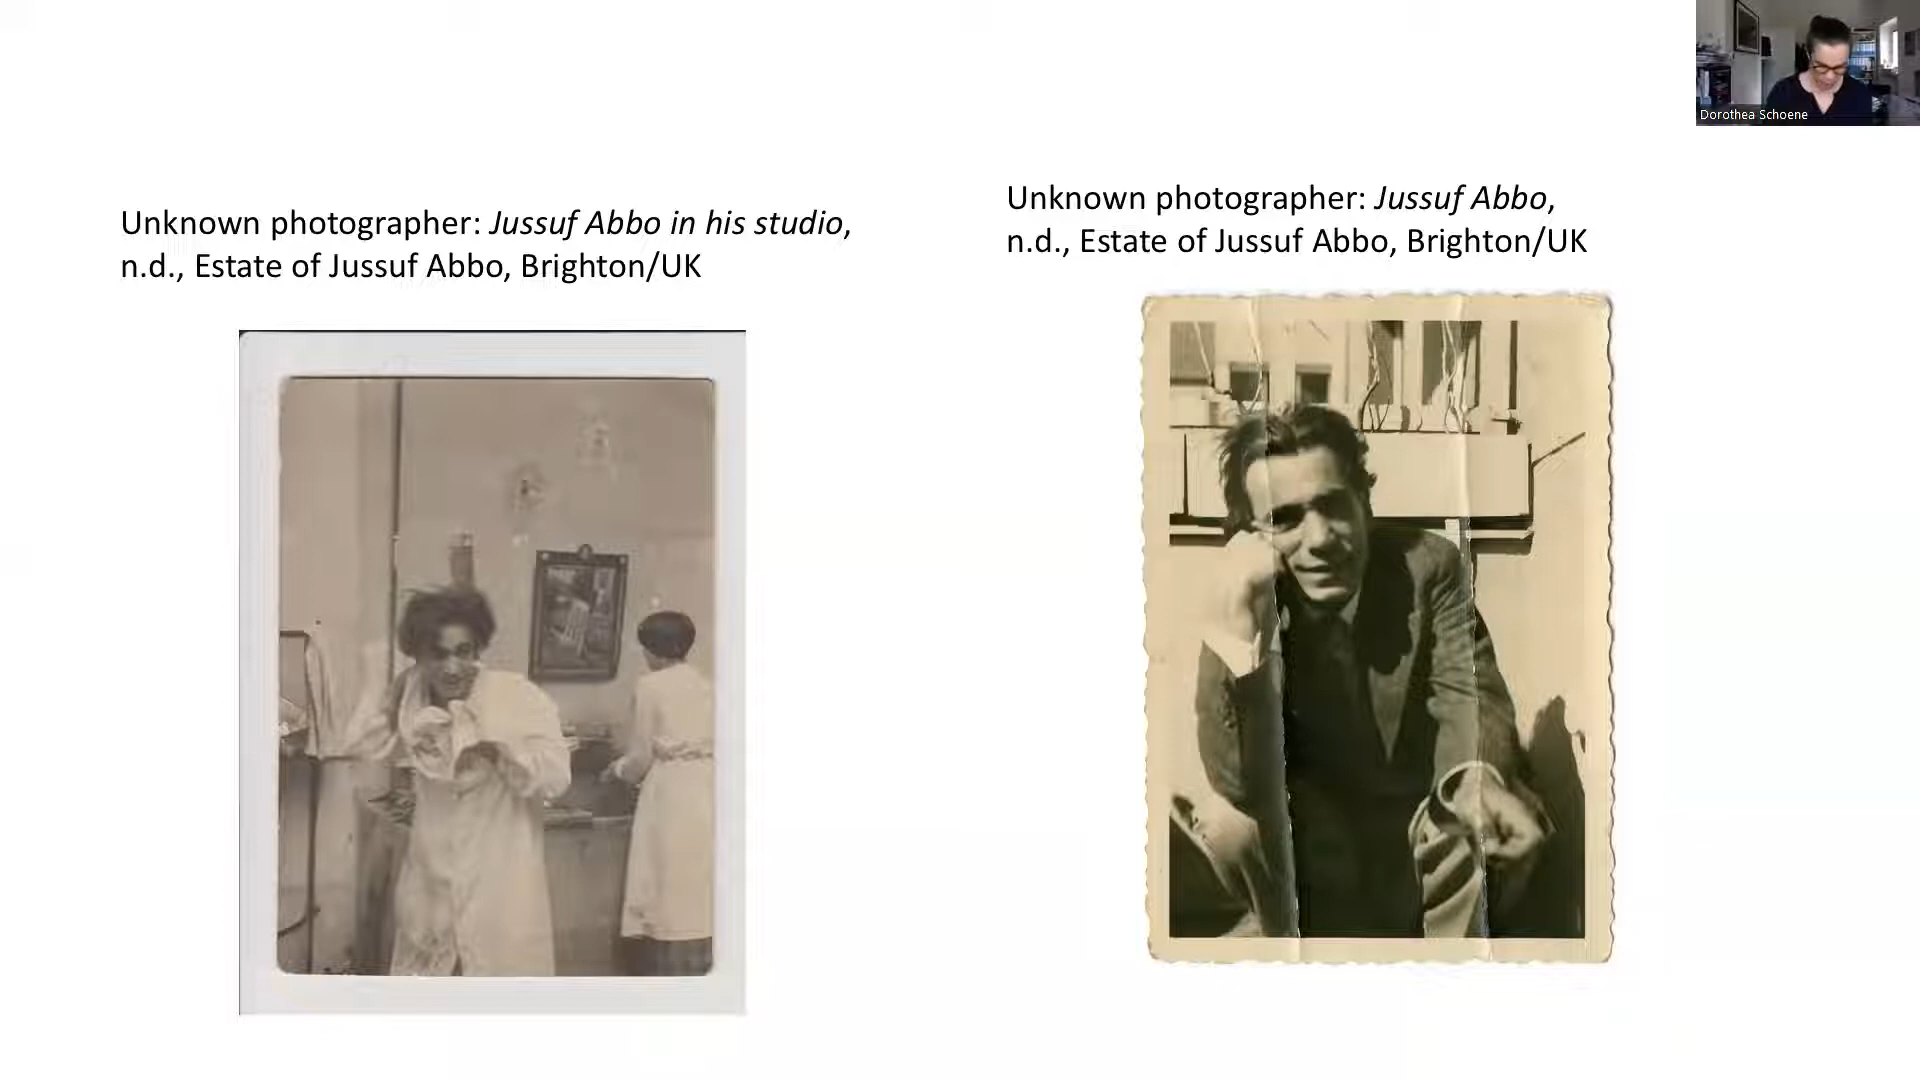 Unknown photographer: Jussuf Abbo in his studio,
n.d., Estate of Jussuf Abbo, Brighton/UK
Unknown photographer: Jussuf Abbo,
n.d., Estate of Jussuf Abbo, Brighton/UK
Dorothea Schoene